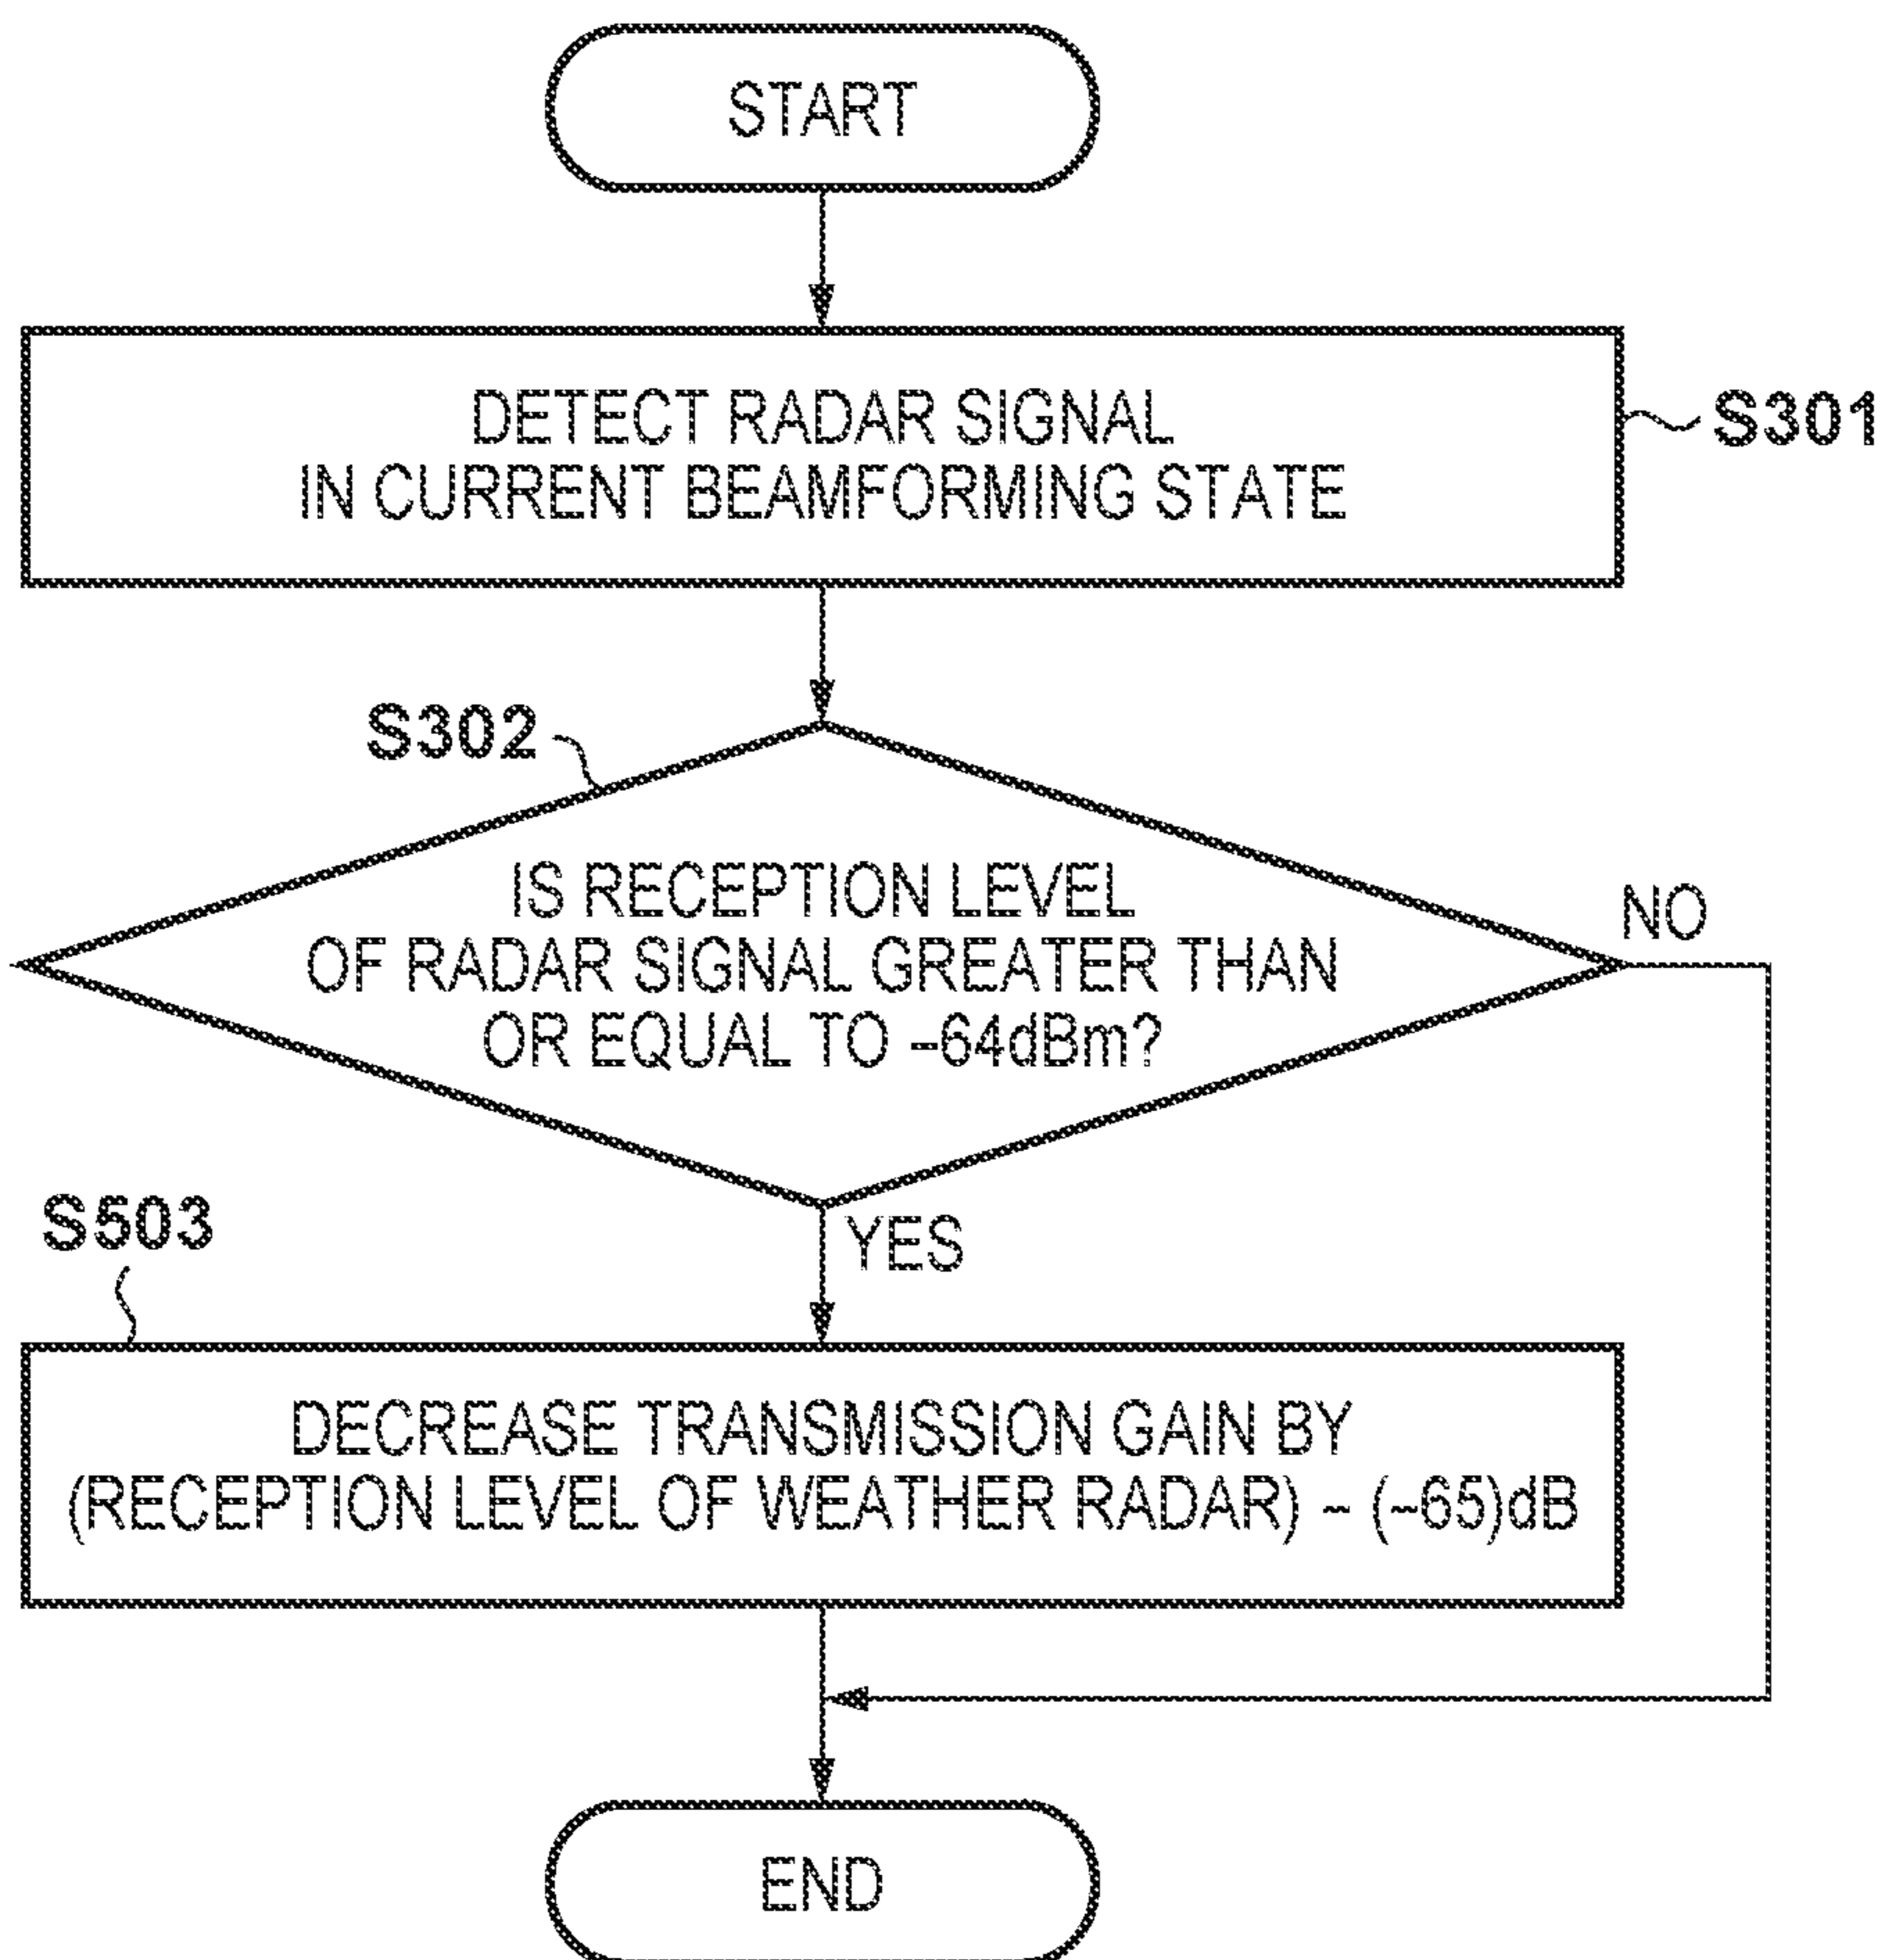 START
DETECT RADAR SIGNAL
IN CURRENT BEAMFORMING STATE
S301
S302
IS RECEPTION LEVEL
OF RADAR SIGNAL GREATER THAN
OR EQUAL TO -64dBm?
NO
YES
S503
DECREASE TRANSMISSION GAIN BY
(RECEPTION LEVEL OF WEATHER RADAR) - (-65)dB
END